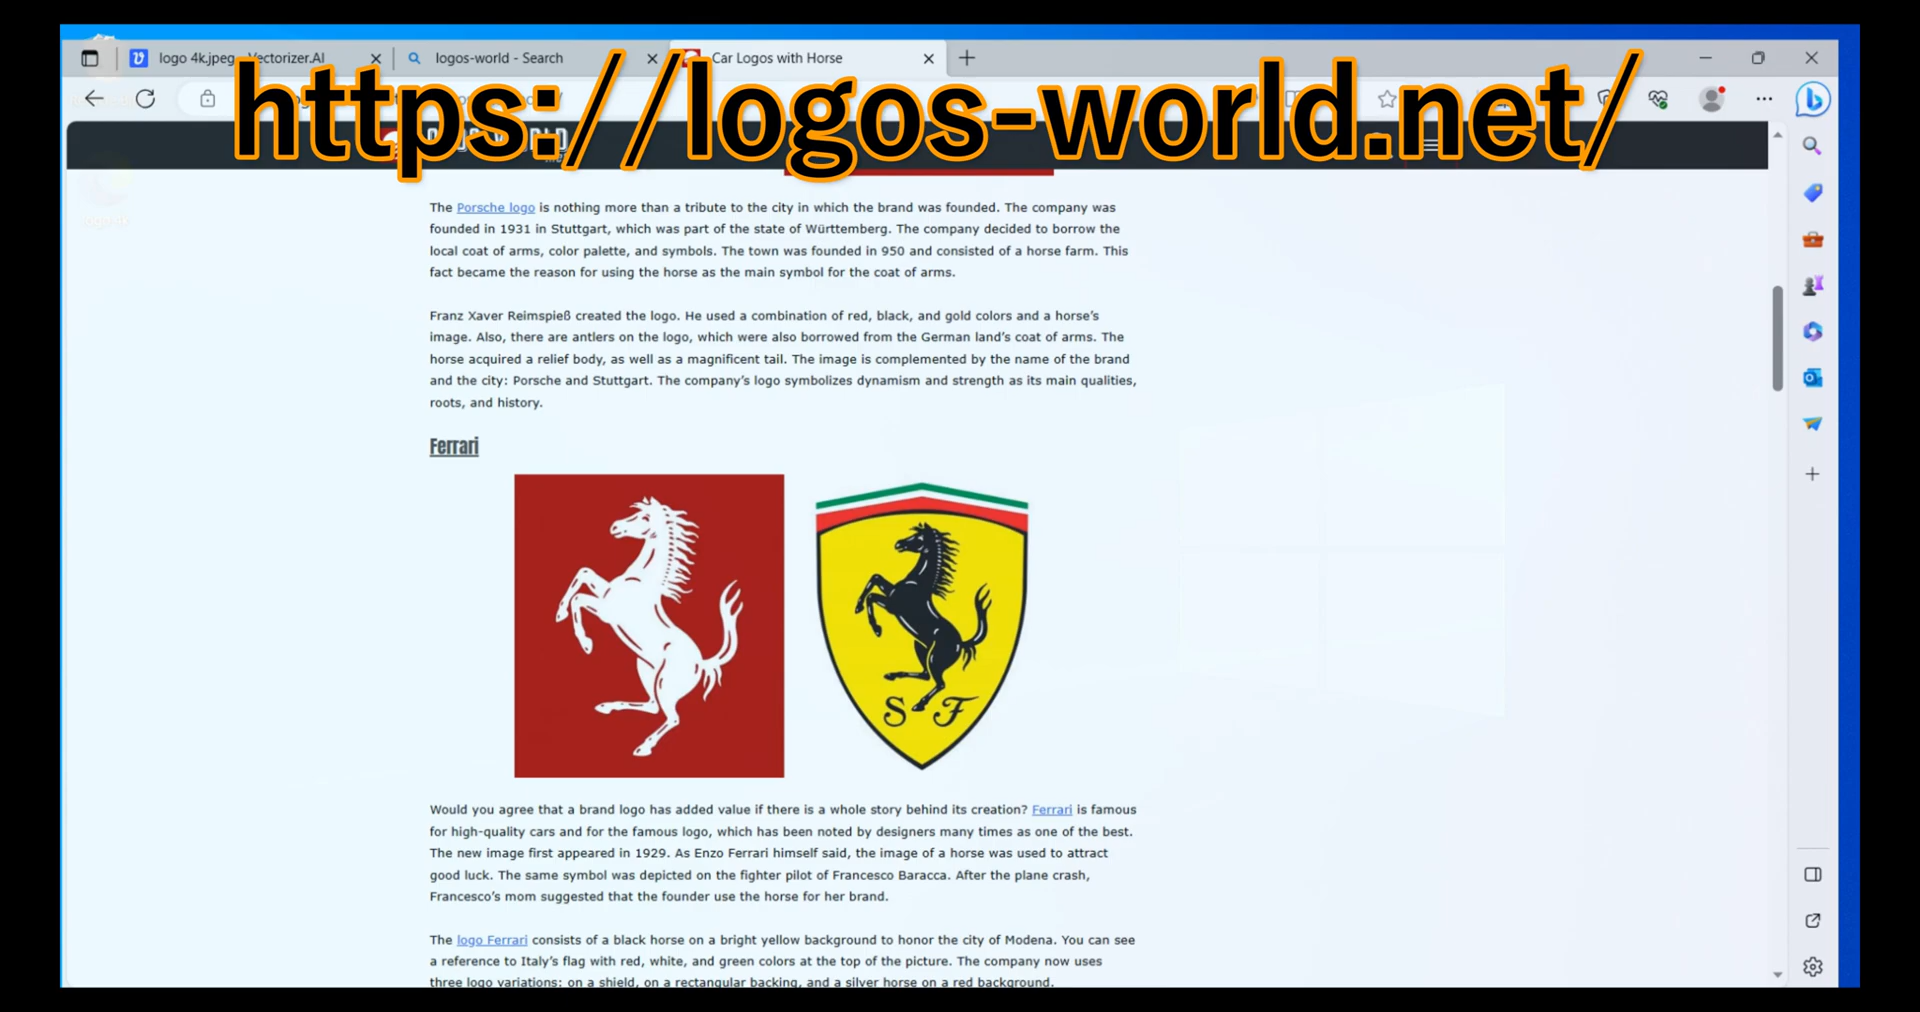 logo 4k.jpeg - Vectorizer.AI
logos-world - Search
Car Logos with Horse
https://logos-world.net/
The Porsche logo is nothing more than a tribute to the city in which the brand was founded. The company was
founded in 1931 in Stuttgart, which was part of the state of Württemberg. The company decided to borrow the
local coat of arms, color palette, and symbols. The town was founded in 950 and consisted of a horse farm. This
fact became the reason for using the horse as the main symbol for the coat of arms.
Franz Xaver Reimspieß created the logo. He used a combination of red, black, and gold colors and a horse’s
image. Also, there are antlers on the logo, which were also borrowed from the German land’s coat of arms. The
horse acquired a relief body, as well as a magnificent tail. The image is complemented by the name of the brand
and the city: Porsche and Stuttgart. The company’s logo symbolizes dynamism and strength as its main qualities,
roots, and history.
Ferrari
S F
Would you agree that a brand logo has added value if there is a whole story behind its creation? Ferrari is famous
for high-quality cars and for the famous logo, which has been noted by designers many times as one of the best.
The new image first appeared in 1929. As Enzo Ferrari himself said, the image of a horse was used to attract
good luck. The same symbol was depicted on the fighter pilot of Francesco Baracca. After the plane crash,
Francesco’s mom suggested that the founder use the horse for her brand.
The logo Ferrari consists of a black horse on a bright yellow background to honor the city of Modena. You can see
a reference to Italy’s flag with red, white, and green colors at the top of the picture. The company now uses
three logo variations: on a shield, on a rectangular backing, and a silver horse on a red background.